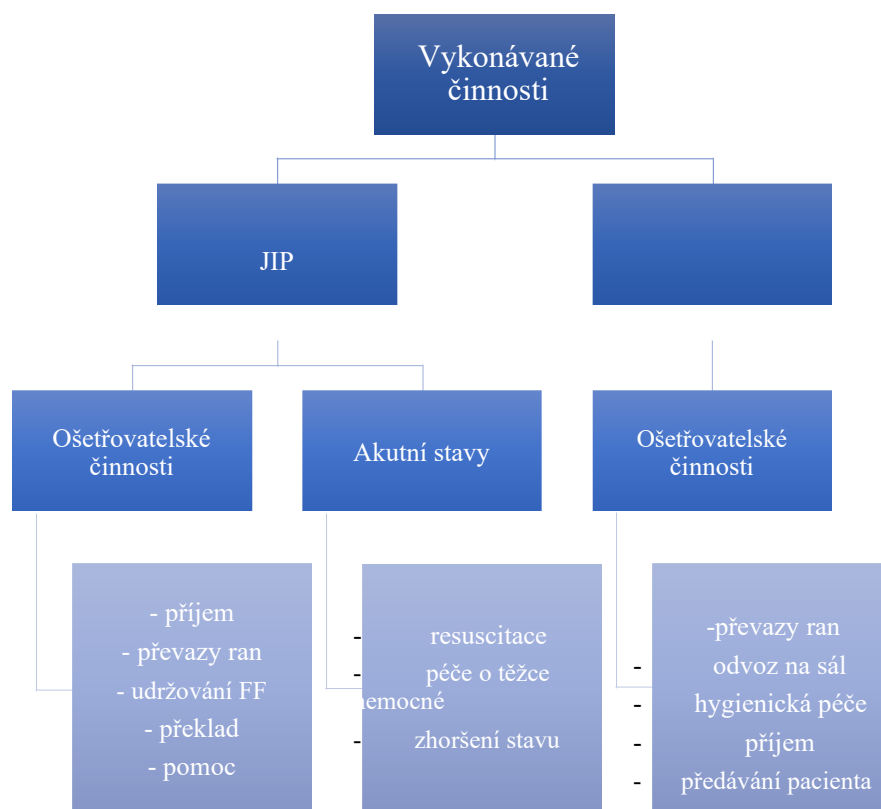 Vykonávané
činnosti
JIP
Ošetřovatelské
činnosti
Akutní stavy
Ošetřovatelské
činnosti
- příjem
- převazy ran
- udržování FF
- překlad
- pomoc
- resuscitace
- péče o těžce
nemocné
- zhoršení stavu
-převazy ran
- odvoz na sál
- hygienická péče
- příjem
- předávání pacienta